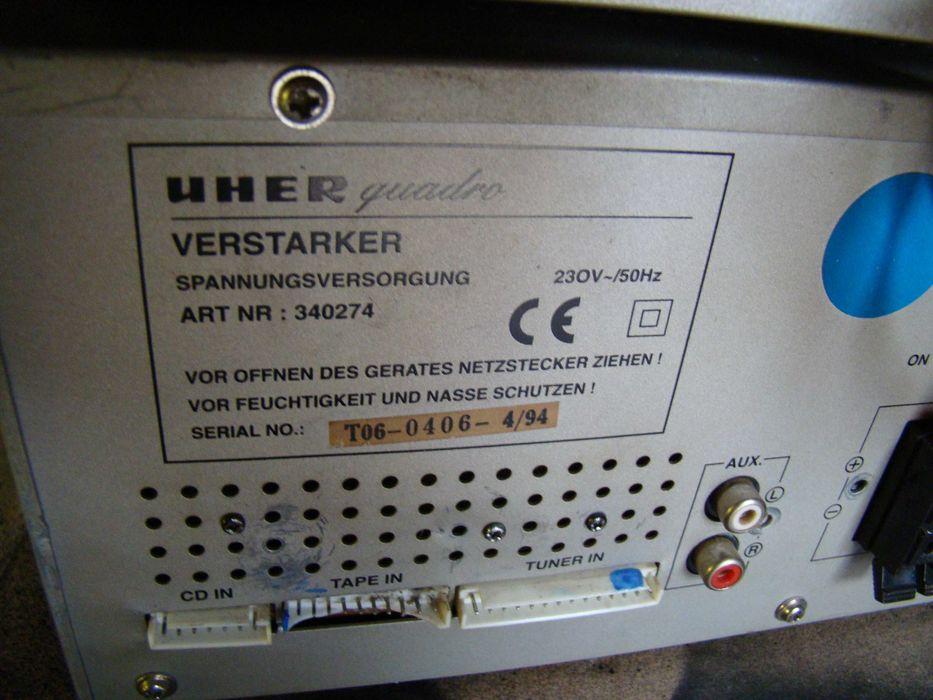 UHER quadro
VERSTARKER
SPANNUNGSVERSORGUNG 230V~/50Hz
ART NR : 340274
CE
VOR OFFNEN DES GERATES NETZSTECKER ZIEHEN !
VOR FEUCHTIGKEIT UND NASSE SCHUTZEN !
SERIAL NO.: T06-0406- 4/94
ON
AUX.
L
R
+
-
CD IN
TAPE IN
TUNER IN